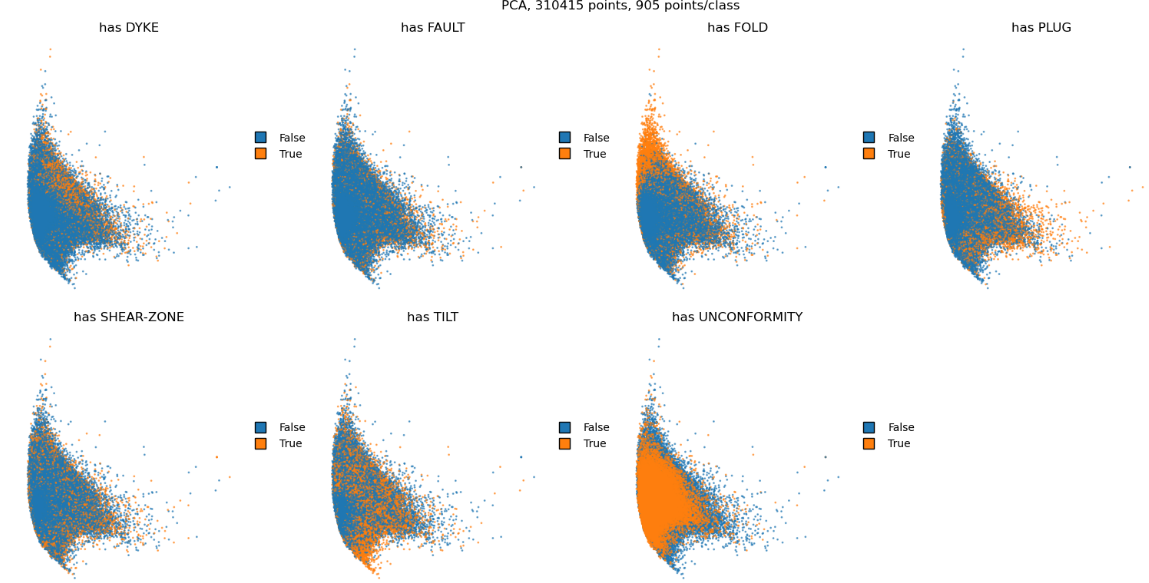 PCA, 310415 points, 905 points/class
has DYKE
has FAULT
has FOLD
has PLUG
False
True
False
True
False
True
False
True
has SHEAR-ZONE
has TILT
has UNCONFORMITY
False
True
False
True
False
True